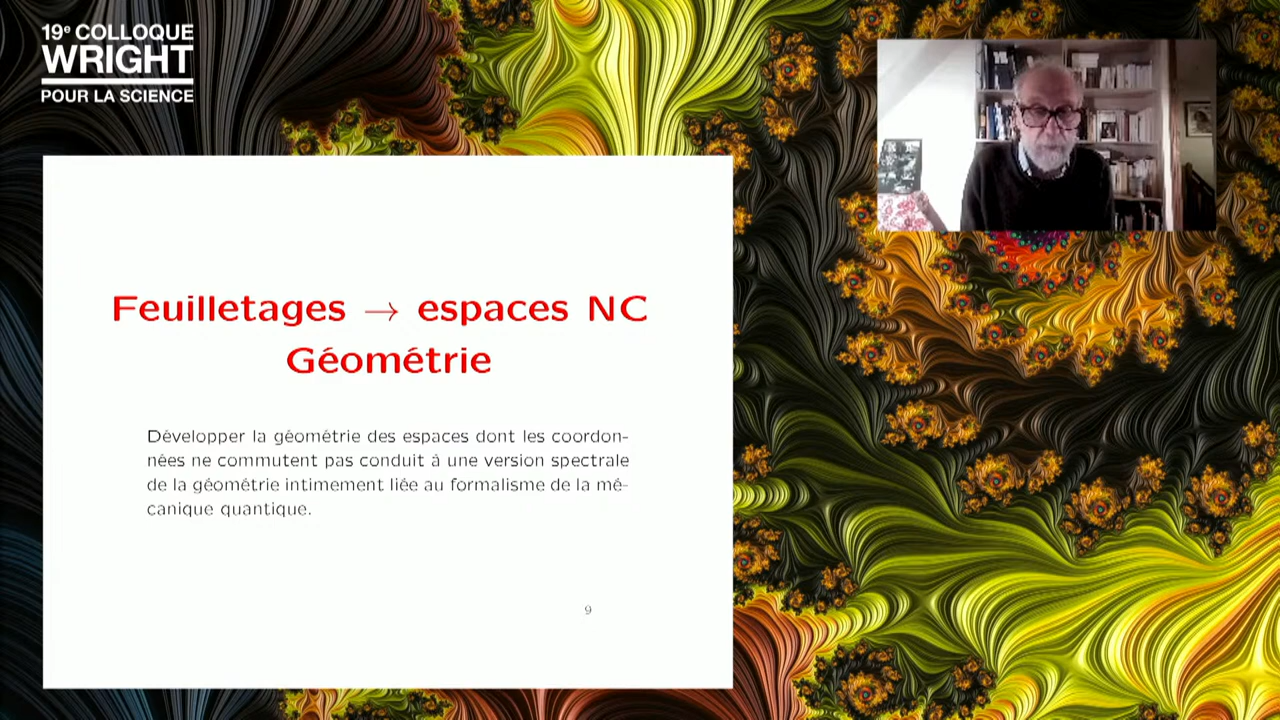 19e COLLOQUE
WRIGHT
POUR LA SCIENCE
Feuilletages → espaces NC
Géométrie
Développer la géométrie des espaces dont les coordon-
nées ne commutent pas conduit à une version spectrale
de la géométrie intimement liée au formalisme de la mé-
canique quantique.
9